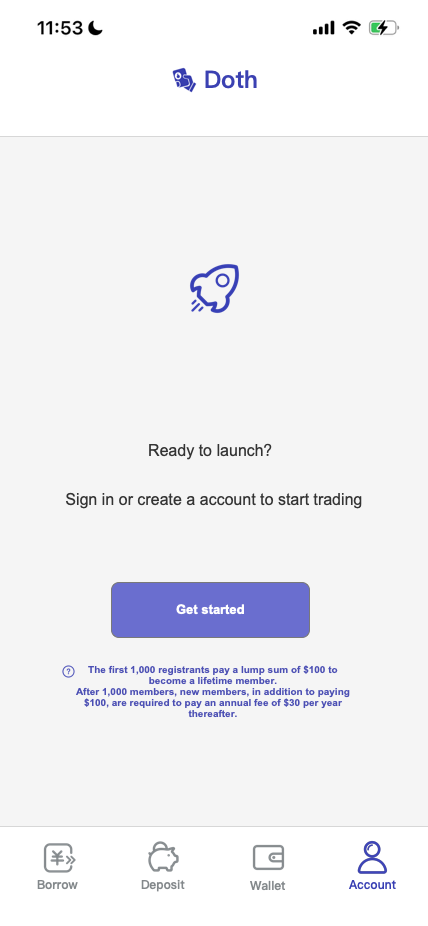 11:53
Doth
Ready to launch?
Sign in or create a account to start trading
Get started
The first 1,000 registrants pay a lump sum of $100 to
become a lifetime member.
After 1,000 members, new members, in addition to paying
$100, are required to pay an annual fee of $30 per year
thereafter.
Borrow
Deposit
Wallet
Account